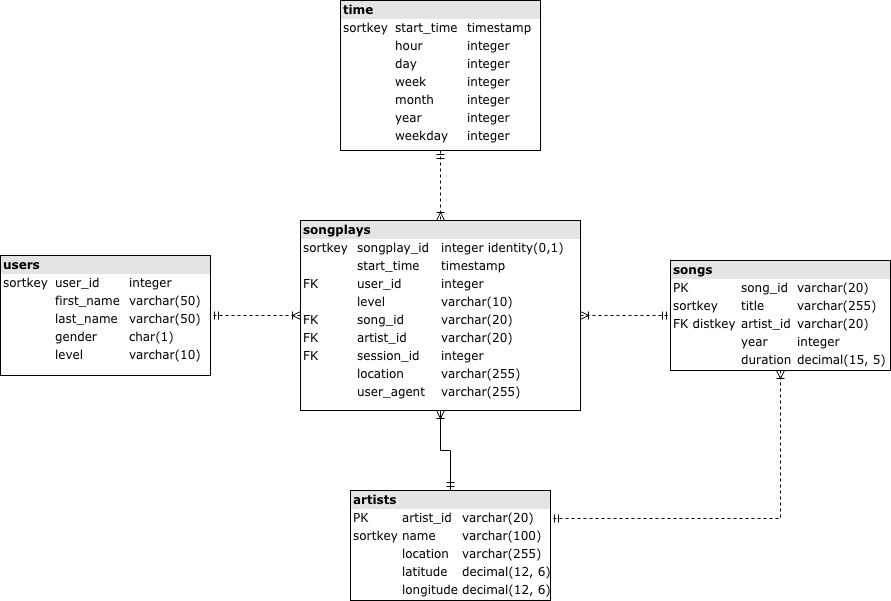 time
sortkey start_time timestamp
hour integer
day integer
week integer
month integer
year integer
weekday integer
songplays
sortkey songplay_id integer identity(0,1)
start_time timestamp
FK user_id integer
level varchar(10)
FK song_id varchar(20)
FK artist_id varchar(20)
FK session_id integer
location varchar(255)
user_agent varchar(255)
users
sortkey user_id integer
first_name varchar(50)
last_name varchar(50)
gender char(1)
level varchar(10)
songs
PK song_id varchar(20)
sortkey title varchar(255)
FK distkey artist_id varchar(20)
year integer
duration decimal(15, 5)
artists
PK artist_id varchar(20)
sortkey name varchar(100)
location varchar(255)
latitude decimal(12, 6)
longitude decimal(12, 6)